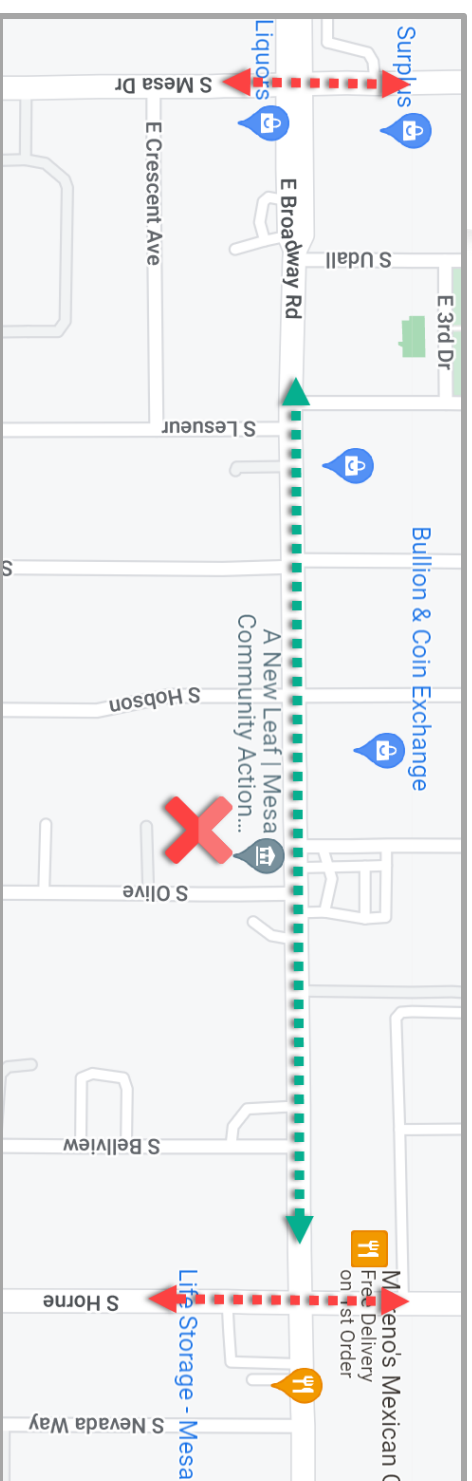 Liquors
Surplus
S Mesa Dr
E Crescent Ave
E Broadway Rd
S Udall
E 3rd Dr
S Lesueur
Bullion & Coin Exchange
S
A New Leaf | Mesa
Community Action...
S Hobson
S Olive
S Bellview
S Horne
Life Storage - Mesa
Free Delivery
on 1st Order
Mexican
S Nevada Way